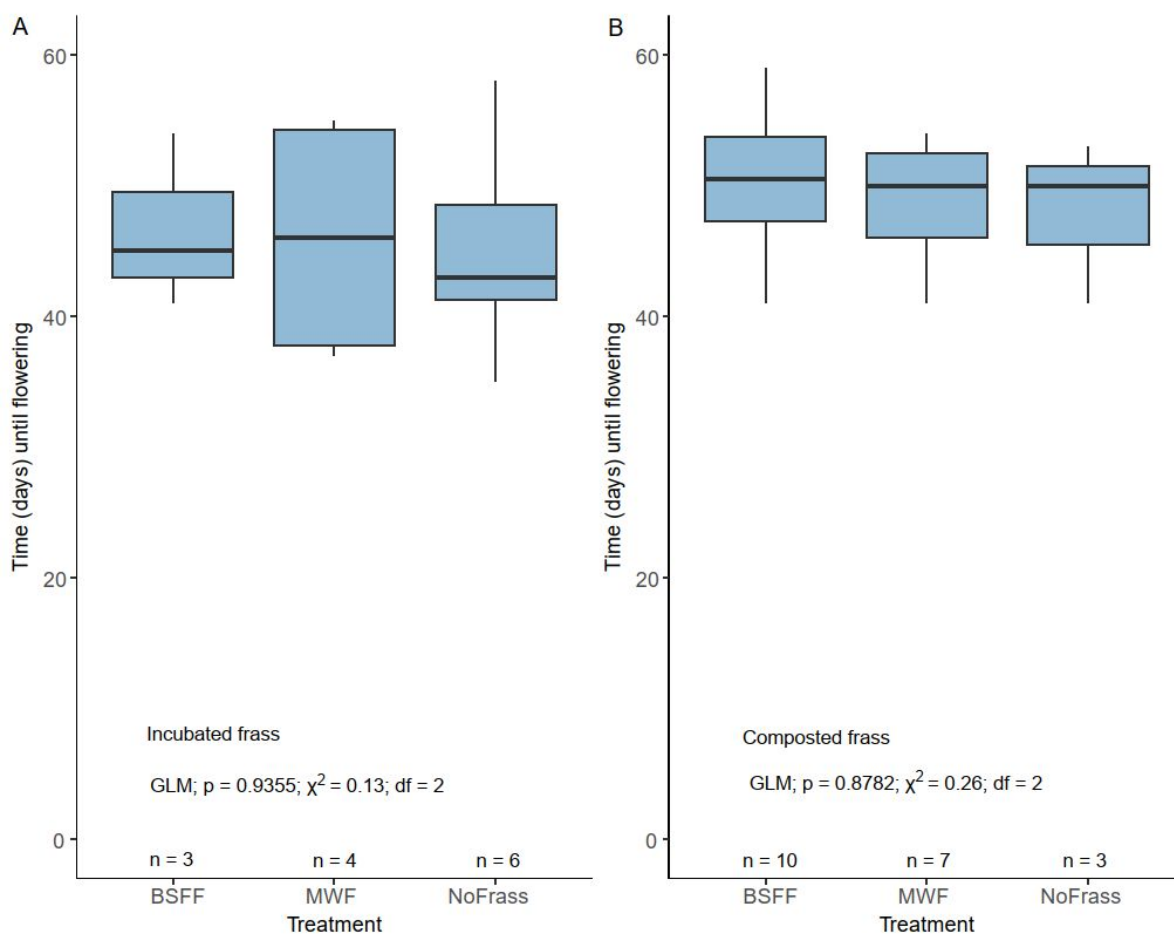 A
60
40
20
0
Time (days) until flowering
Incubated frass
GLM; p = 0.9355; χ² = 0.13; df = 2
n = 3 n = 4 n = 6
BSFF MWF NoFrass
Treatment
B
60
40
20
0
Time (days) until flowering
Composted frass
GLM; p = 0.8782; χ² = 0.26; df = 2
n = 10 n = 7 n = 3
BSFF MWF NoFrass
Treatment